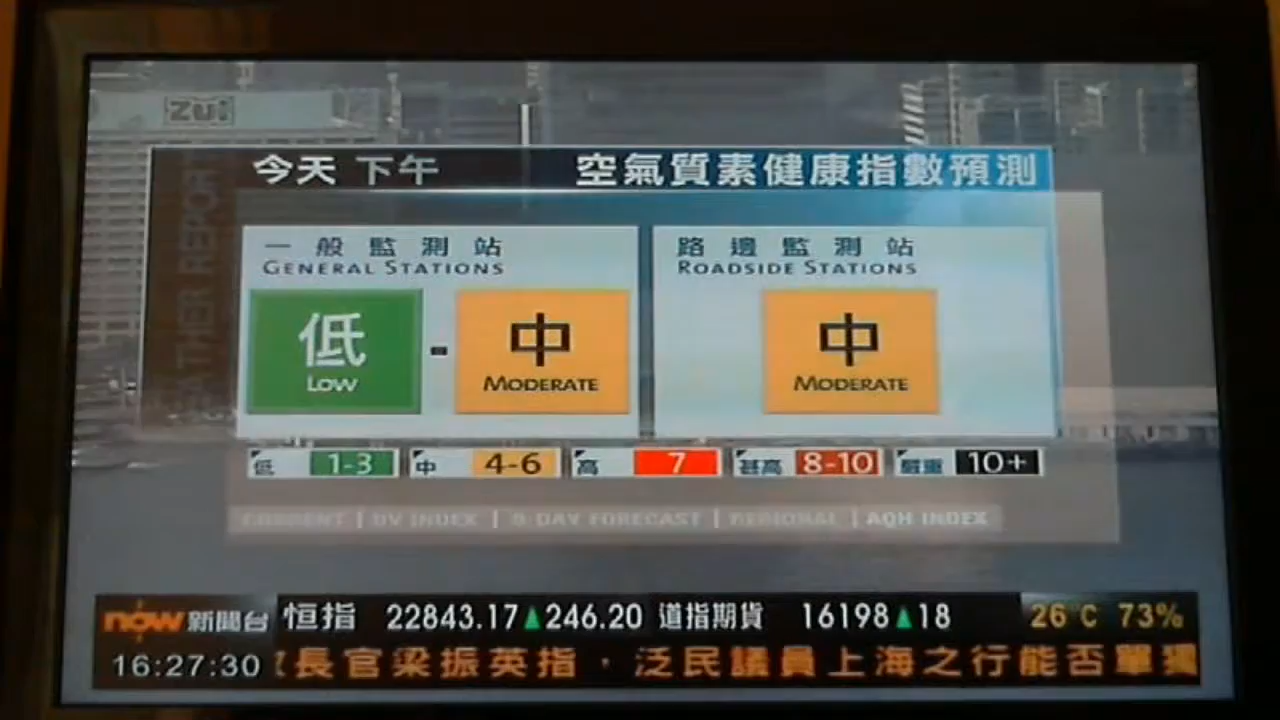 Zui
WEATHER REPORT
今天 下午 空氣質素健康指數預測
一般監測站 路邊監測站
GENERAL STATIONS ROADSIDE STATIONS
低 - 中 中
LOW MODERATE MODERATE
低 1-3 中 4-6 高 7 甚高 8-10 嚴重 10+
CURRENT | UV INDEX | 9-DAY FORECAST | REGIONAL | AQH INDEX
now 新聞台 恒指 22843.17▲246.20 道指期貨 16198▲18 26°C 73%
16:27:30 長官梁振英指，泛民議員上海之行能否單獨